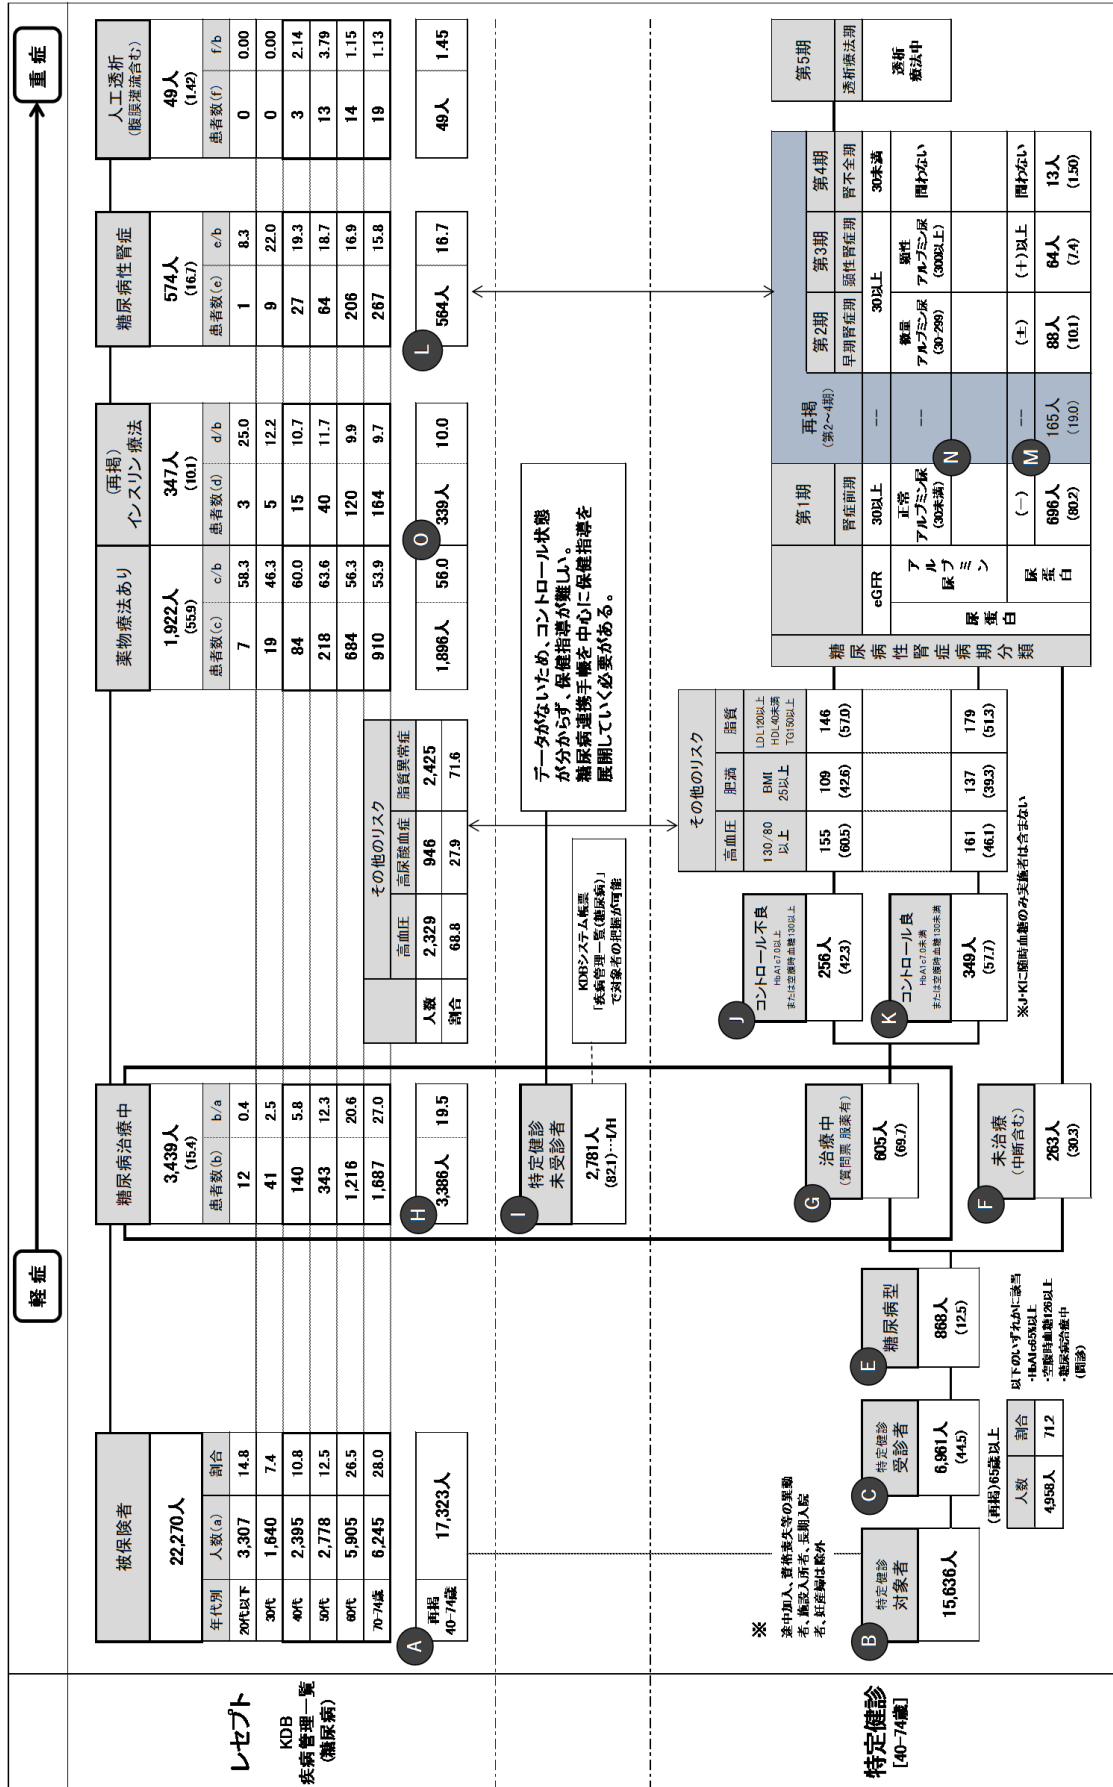 軽症
重症
レセプト
KDB
疾病管理一覧
(糖尿病)
被保険者
22,270人
年代別 人数(a) 割合
20代以下 3,307 14.8
30代 1,640 7.4
40代 2,395 10.8
50代 2,778 12.5
60代 5,905 26.5
70-74歳 6,245 28.0
A
再掲
40-74歳
17,323人
糖尿病治療中
3,439人
(15.4)
患者数(b) b/a
12 0.4
41 2.5
140 5.8
343 12.3
1,216 20.6
1,687 27.0
H
3,386人 19.5
その他のリスク
高血圧 高尿酸血症 脂質異常症
人数 2,329 946 2,425
割合 68.8 27.9 71.6
薬物療法あり
1,922人
(55.9)
患者数(c) c/b
7 58.3
19 46.3
84 60.0
218 63.6
684 56.3
910 53.9
1,896人 56.0
(再掲)
インスリン療法
347人
(10.1)
患者数(d) d/b
3 25.0
5 12.2
15 10.7
40 11.7
120 9.9
164 9.7
O
339人 10.0
糖尿病性腎症
574人
(16.7)
患者数(e) e/b
1 8.3
9 22.0
27 19.3
64 18.7
206 16.9
267 15.8
L
564人 16.7
人工透析
(腹膜灌流含む)
49人
(1.42)
患者数(f) f/b
0 0.00
0 0.00
3 2.14
13 3.79
14 1.15
19 1.13
49人 1.45
I
特定健診
未受診者
2,781人
(82.1)…I/H
KDBシステム帳票
「疾病管理一覧(糖尿病)」
で対象者の把握が可能
データがないため、コントロール状態
が分からず、保健指導が難しい。
糖尿病連携手帳を中心に保健指導を
展開していく必要がある。
特定健診
[40-74歳]
※
途中加入、資格喪失等の異動
者、施設入所者、長期入院
者、妊産婦は除外
B
特定健診
対象者
15,636人
C
特定健診
受診者
6,961人
(44.5)
(再掲)65歳以上
人数 割合
4,958人 71.2
E
糖尿病型
868人
(12.5)
以下のいずれかに該当
・HbA1c6.5%以上
・空腹時血糖126以上
・糖尿病治療中
(問診)
G
治療中
(質問票 服薬有)
605人
(69.7)
F
未治療
(中断含む)
263人
(30.3)
J
コントロール不良
HbA1c7.0以上
または空腹時血糖130以上
256人
(42.3)
K
コントロール良
HbA1c7.0未満
または空腹時血糖130未満
349人
(57.7)
※J・Kに随時血糖のみ実施者は含まない
その他のリスク
高血圧 肥満 脂質
130/80
以上
BMI
25以上
LDL120以上
HDL40未満
TG150以上
155
(60.5)
109
(42.6)
146
(57.0)
161
(46.1)
137
(39.3)
179
(51.3)
糖尿病性腎症病期分類
eGFR
尿蛋白
尿アルブミン
尿蛋白
第1期
腎症前期
30以上
正常
アルブミン尿
(30未満)
(−)
696人
(80.2)
再掲
(第2〜4期)
--
--
N
--
M
165人
(19.0)
第2期
早期腎症期
30以上
微量
アルブミン尿
(30-299)
(±)
88人
(10.1)
第3期
顕性腎症期
顕性
アルブミン尿
(300以上)
(+)以上
64人
(7.4)
第4期
腎不全期
30未満
問わない
問わない
13人
(1.50)
第5期
透析療法期
透析
療法中